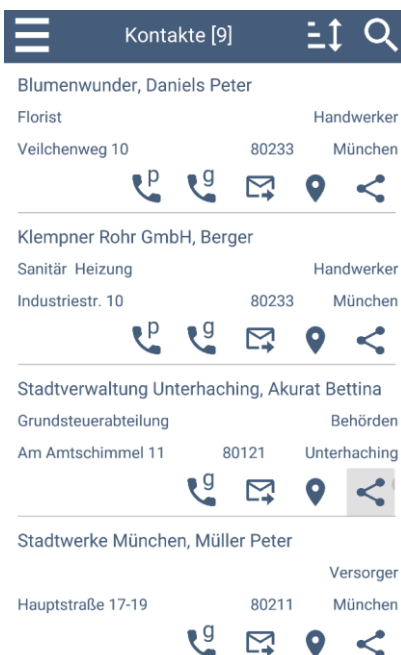 Kontakte [9]
Blumenwunder, Daniels Peter
Florist Handwerker
Veilchenweg 10 80233 München
p g
Klempner Rohr GmbH, Berger
Sanitär Heizung Handwerker
Industriestr. 10 80233 München
p g
Stadtverwaltung Unterhaching, Akurat Bettina
Grundsteuerabteilung Behörden
Am Amtschimmel 11 80121 Unterhaching
g
Stadtwerke München, Müller Peter
Versorger
Hauptstraße 17-19 80211 München
g